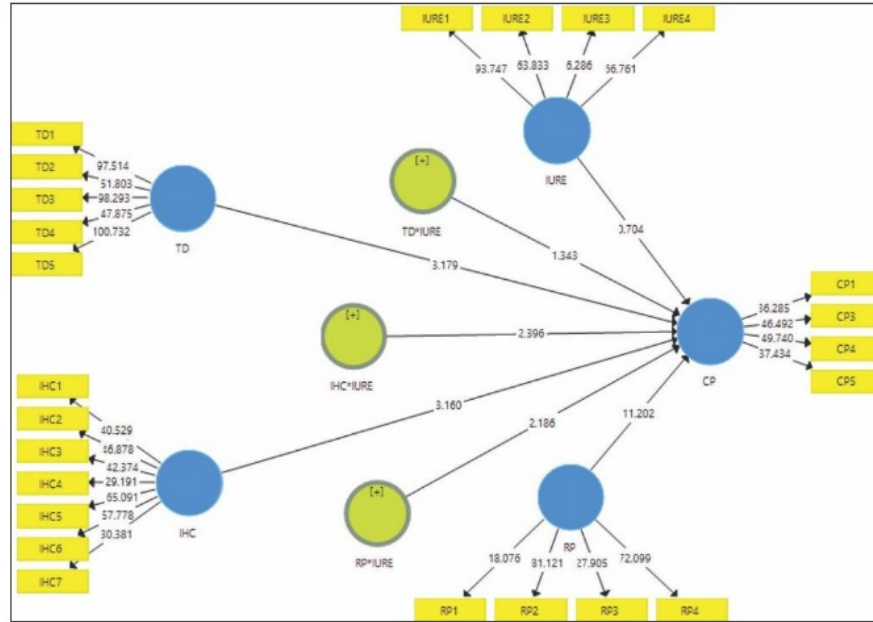 IURE1 IURE2 IURE3 IURE4
93.747 63.833 6.286 56.761
IURE
TD1
TD2
TD3
TD4
TD5
97.514
51.803
98.293
47.875
100.732
TD
[+]
TD*IURE
0.704
1.343
3.179
[+]
IHC*IURE
2.396
CP1
CP3
CP4
CP5
36.285
46.492
49.740
37.434
CP
IHC1
IHC2
IHC3
IHC4
IHC5
IHC6
IHC7
40.529
46.878
42.374
29.191
65.091
57.778
30.381
IHC
3.160
2.186
11.202
[+]
RP*IURE
RP
18.076 31.121 27.905 72.099
RP1 RP2 RP3 RP4